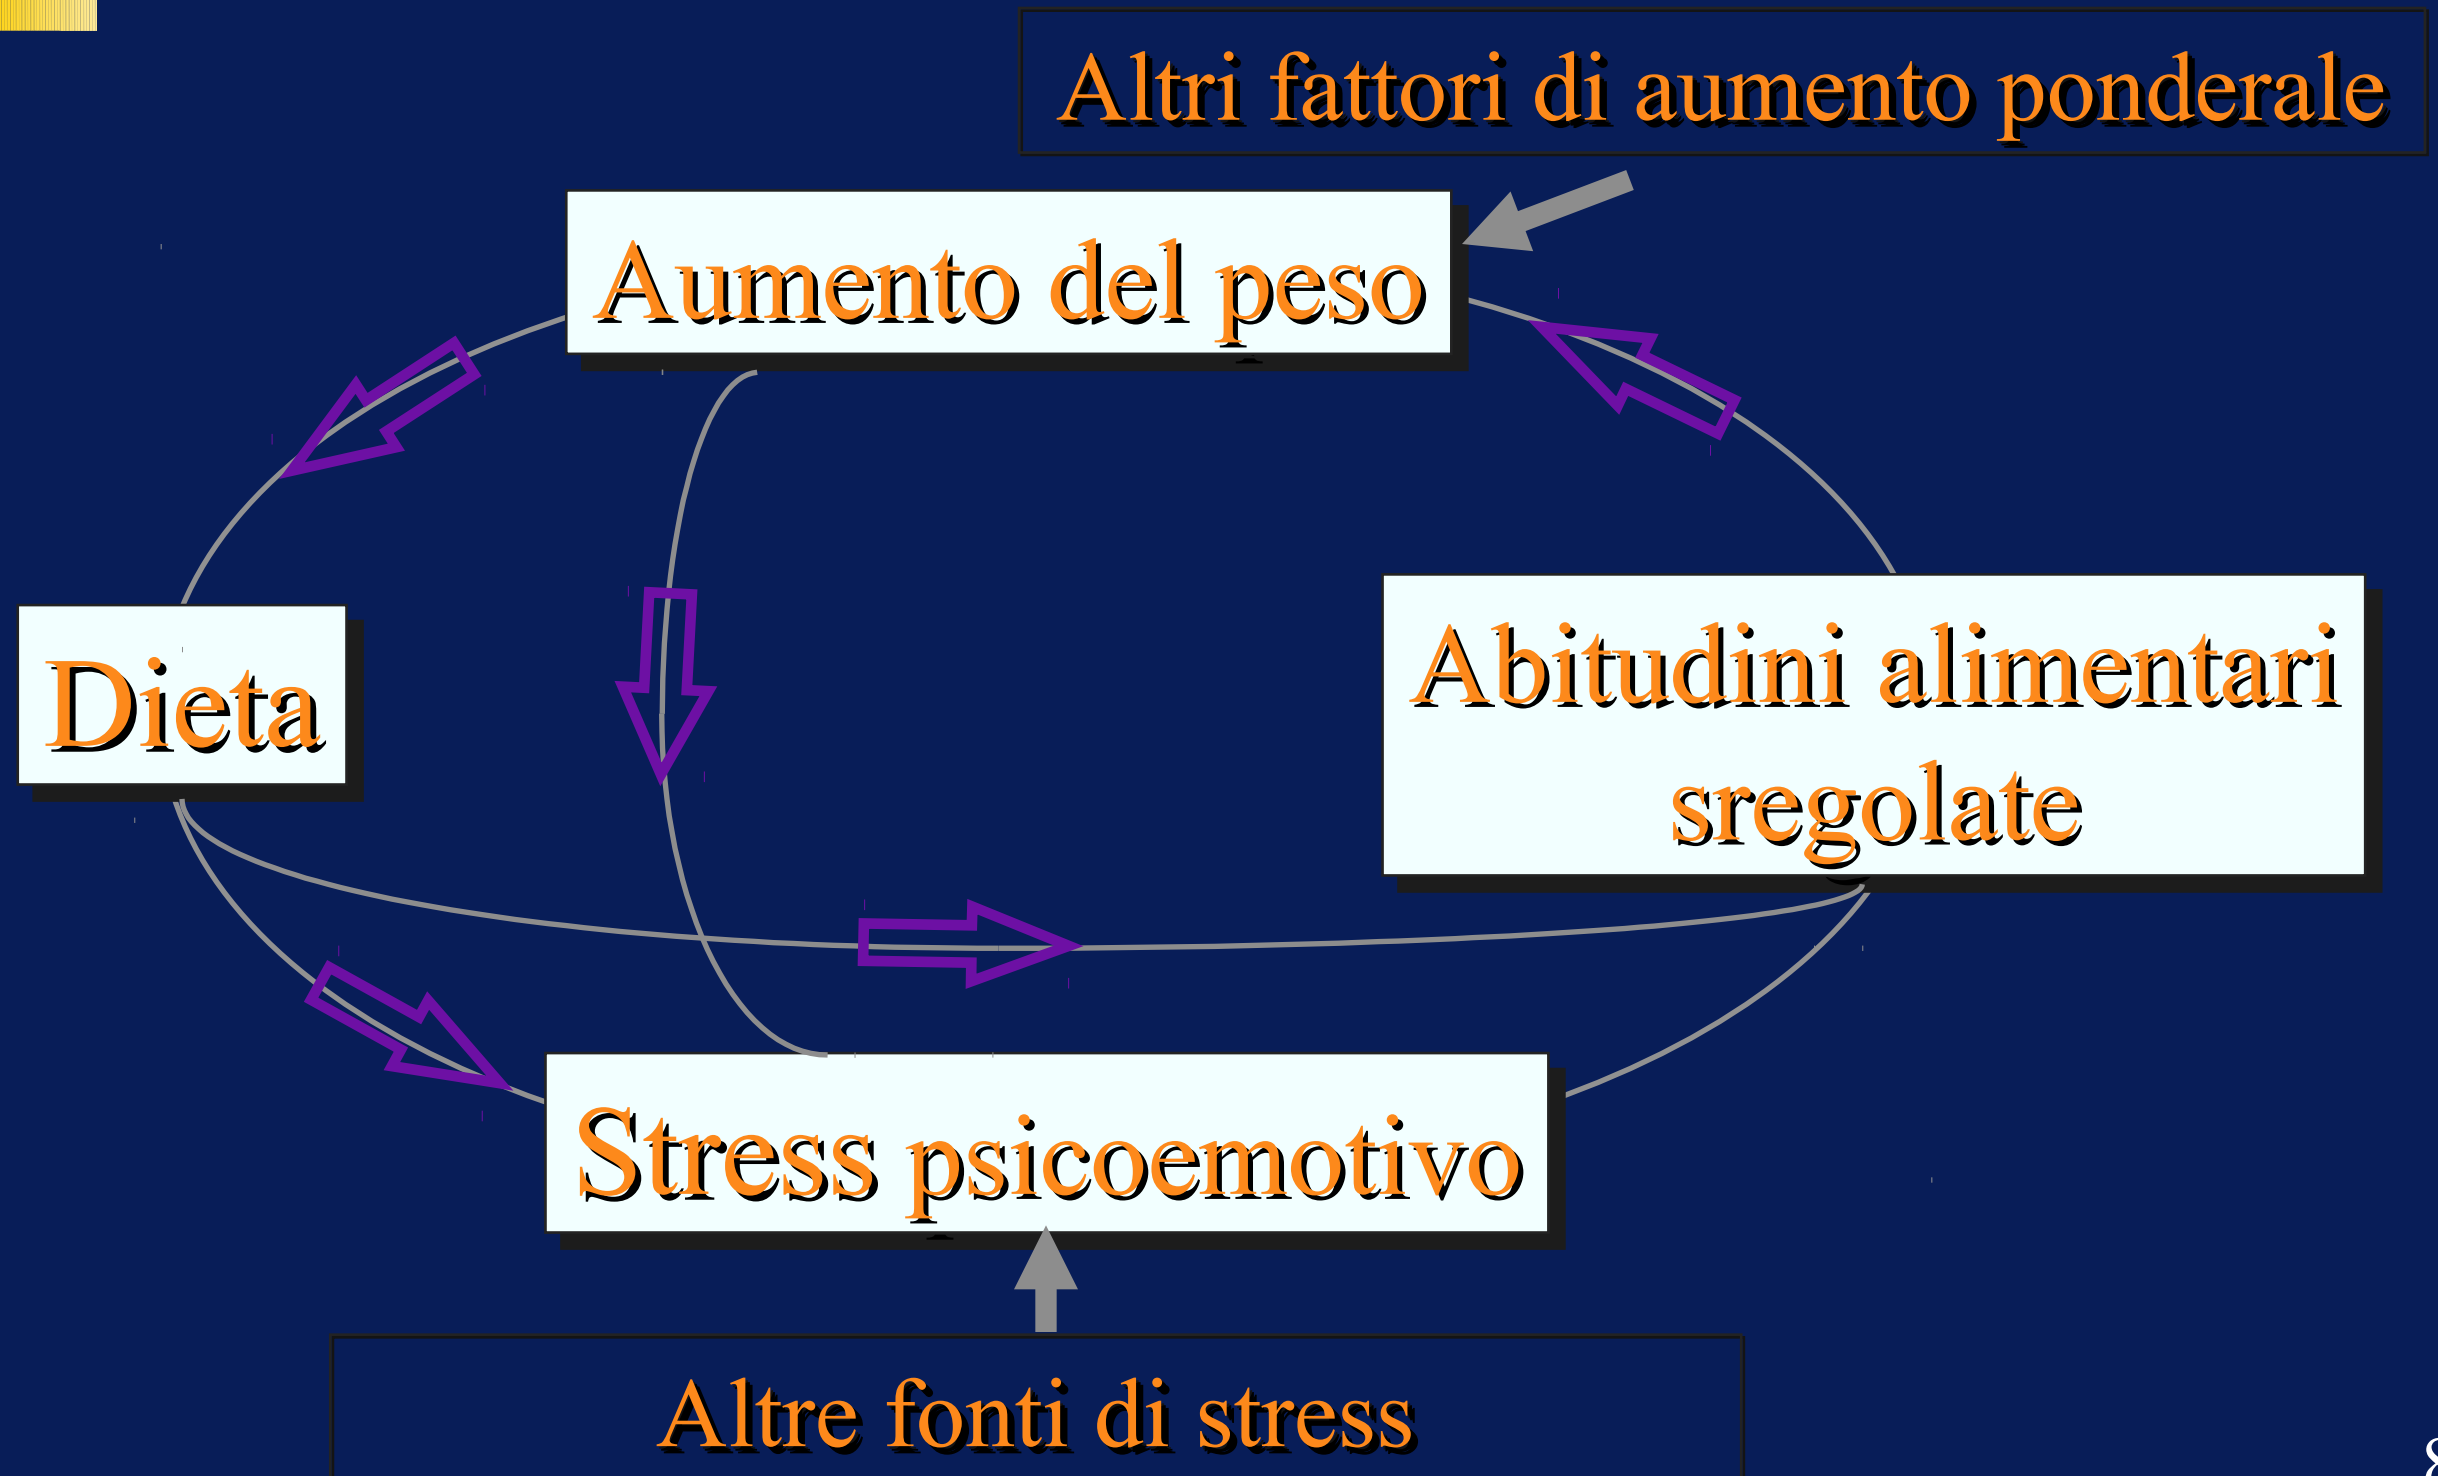 Altri fattori di aumento ponderale
Aumento del peso
Dieta
Abitudini alimentari
sregolate
Stress psicoemotivo
Altre fonti di stress